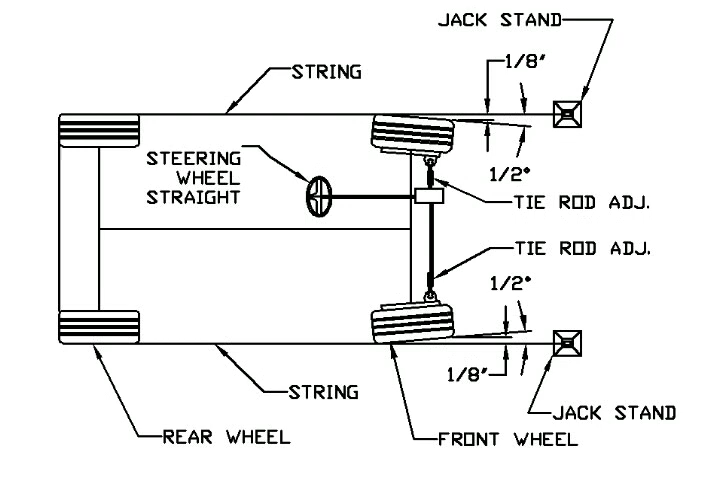 JACK STAND
1/8"
STRING
STEERING
WHEEL
STRAIGHT
1/2°
TIE ROD ADJ.
TIE ROD ADJ.
1/2°
1/8"
STRING
JACK STAND
REAR WHEEL
FRONT WHEEL